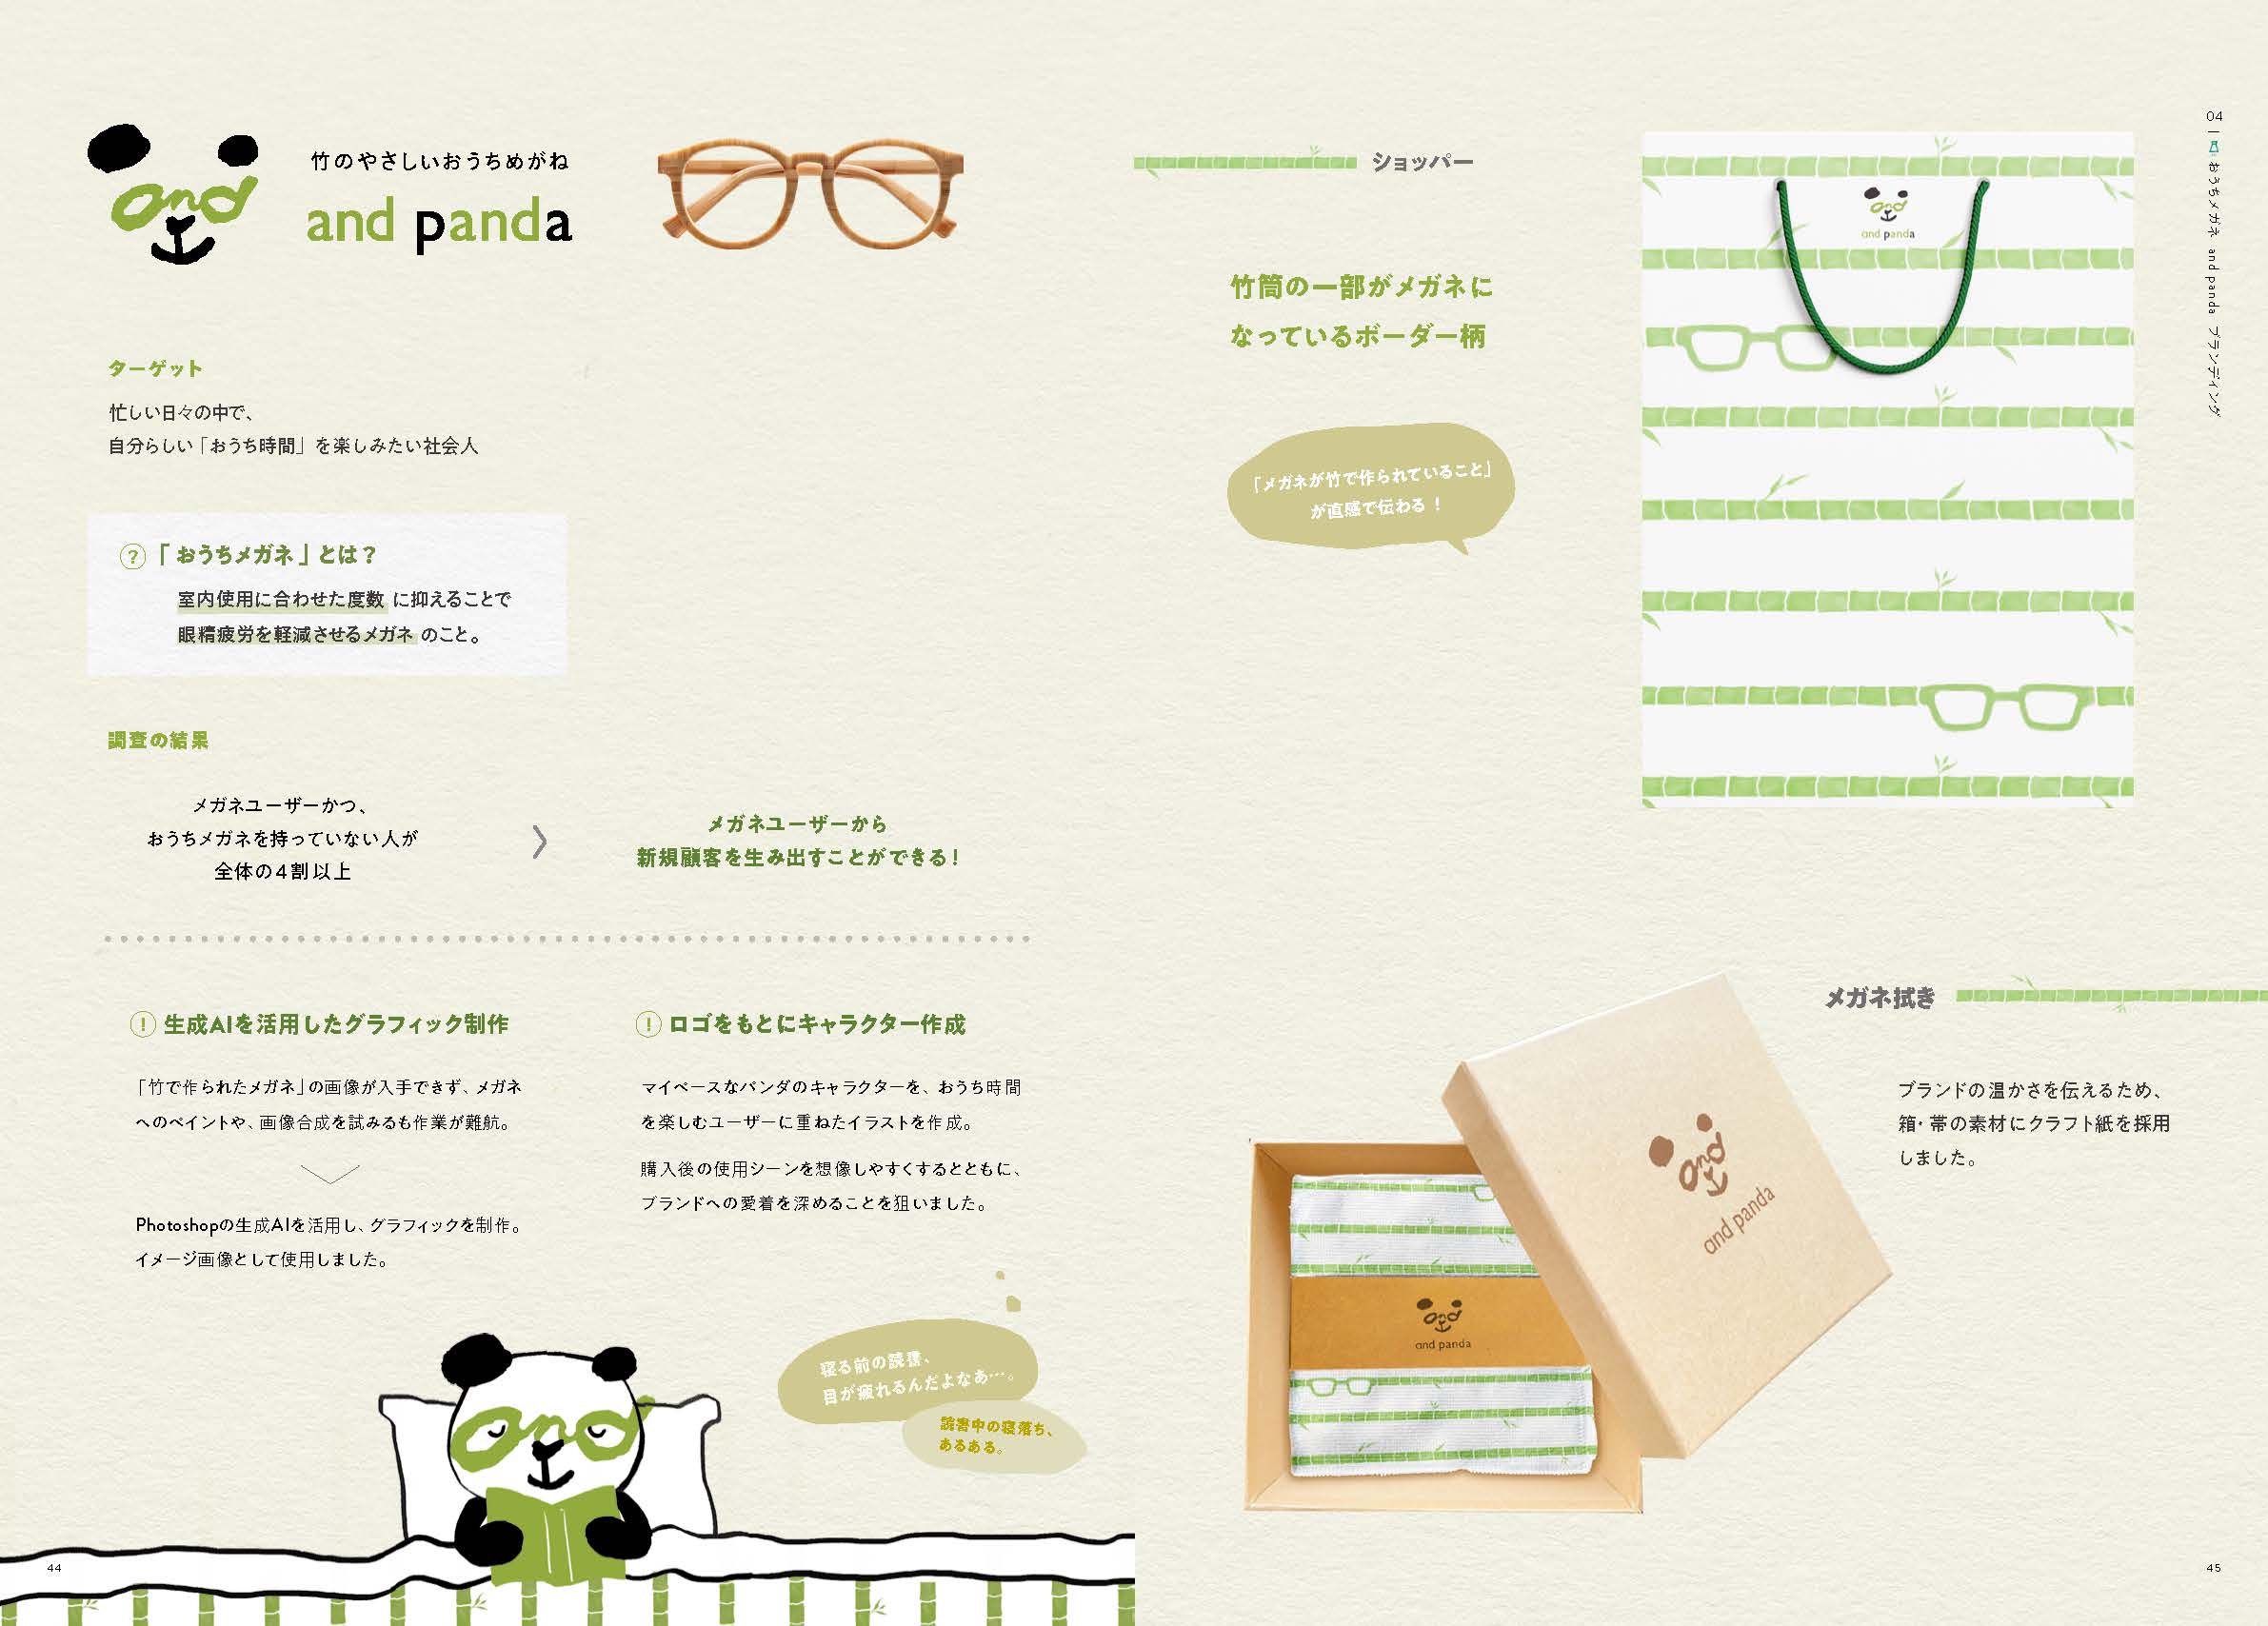 and
竹のやさしいおうちめがね
and panda
ターゲット
忙しい日々の中で、
自分らしい「おうち時間」を楽しみたい社会人
? 「おうちメガネ」とは?
室内使用に合わせた度数 に抑えることで
眼精疲労を軽減させるメガネ のこと。
調査の結果
メガネユーザーかつ、
おうちメガネを持っていない人が
全体の4割以上
メガネユーザーから
新規顧客を生み出すことができる!
! 生成AIを活用したグラフィック制作
「竹で作られたメガネ」の画像が入手できず、メガネ
へのペイントや、画像合成を試みるも作業が難航。
Photoshopの生成AIを活用し、グラフィックを制作。
イメージ画像として使用しました。
! ロゴをもとにキャラクター作成
マイペースなパンダのキャラクターを、おうち時間
を楽しむユーザーに重ねたイラストを作成。
購入後の使用シーンを想像しやすくするとともに、
ブランドへの愛着を深めることを狙いました。
寝る前の読書、
目が疲れるんだよなあ…。
読書中の寝落ち、
あるある。
and
44
ショッパー
竹筒の一部がメガネに
なっているボーダー柄
「メガネが竹で作られていること」
が直感で伝わる!
and
and panda
04 | おうちメガネ and panda ブランディング
メガネ拭き
ブランドの温かさを伝えるため、
箱・帯の素材にクラフト紙を採用
しました。
and
and panda
and
and panda
45